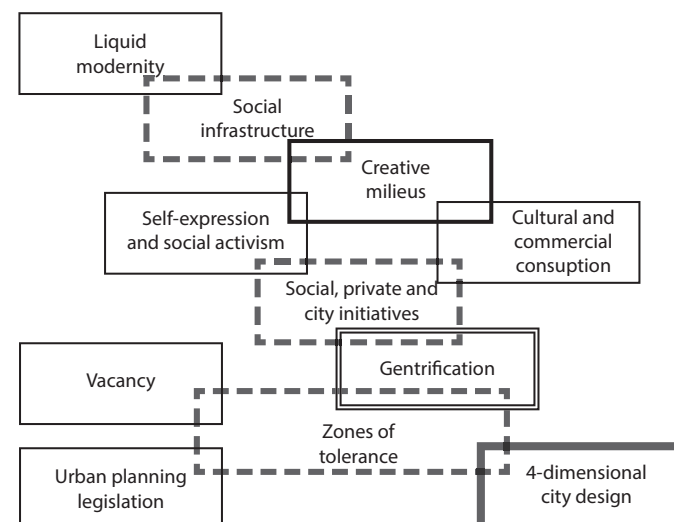 Liquid
modernity
Social
infrastructure
Creative
milieus
Self-expression
and social activism
Cultural and
commercial
consuption
Social, private and
city initiatives
Gentrification
Vacancy
Zones of
tolerance
Urban planning
legislation
4-dimensional
city design